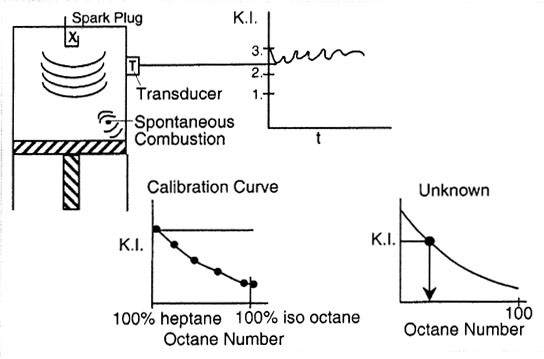 Spark Plug
X
T
Transducer
Spontaneous
Combustion
K.I.
3.
2.
1.
t
Calibration Curve
K.I.
100% heptane 100% iso octane
Octane Number
Unknown
K.I.
100
Octane Number